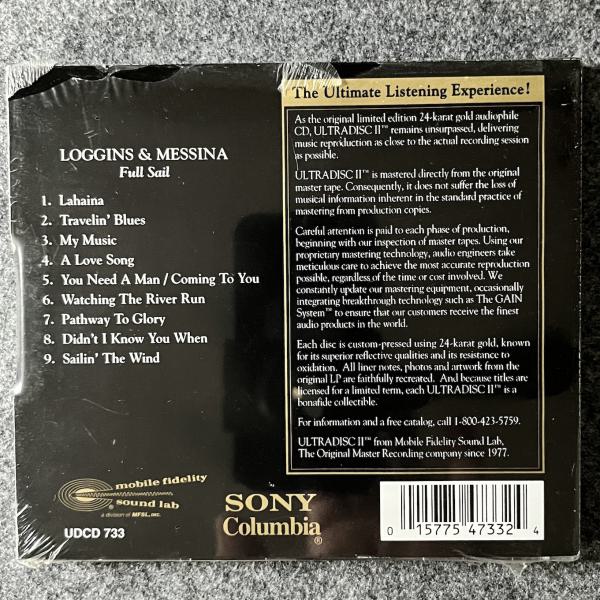 LOGGINS & MESSINA
Full Sail
1. Lahaina
2. Travelin' Blues
3. My Music
4. A Love Song
5. You Need A Man / Coming To You
6. Watching The River Run
7. Pathway To Glory
8. Didn't I Know You When
9. Sailin' The Wind
The Ultimate Listening Experience!
As the original limited edition 24-karat gold audiophile
CD, ULTRADISC II™ remains unsurpassed, delivering
music reproduction as close to the actual recording session
as possible.
ULTRADISC II™ is mastered directly from the original
master tape. Consequently, it does not suffer the loss of
musical information inherent in the standard practice of
mastering from production copies.
Careful attention is paid to each phase of production,
beginning with our inspection of master tapes. Using our
proprietary mastering technology, audio engineers take
meticulous care to achieve the most accurate reproduction
possible, regardless of the time or cost involved. We
constantly update our mastering equipment, occasionally
integrating breakthrough technology such as The GAIN
System™ to ensure that our customers receive the finest
audio products in the world.
Each disc is custom-pressed using 24-karat gold, known
for its superior reflective qualities and its resistance to
oxidation. All liner notes, photos and artwork from the
original LP are faithfully recreated. And because titles are
licensed for a limited term, each ULTRADISC II™ is a
bonafide collectible.
For information and a free catalog, call 1-800-423-5759.
ULTRADISC II™ from Mobile Fidelity Sound Lab,
The Original Master Recording company since 1977.
mobile fidelity
® sound lab
a division of MFSL, INC.
UDCD 733
SONY
Columbia®
0 15775 47332 4